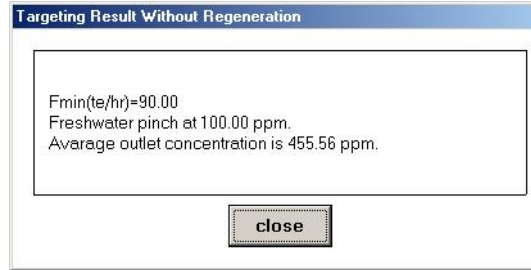 Targeting Result Without Regeneration
Fmin(te/hr)=90.00
Freshwater pinch at 100.00 ppm.
Avarage outlet concentration is 455.56 ppm.
close